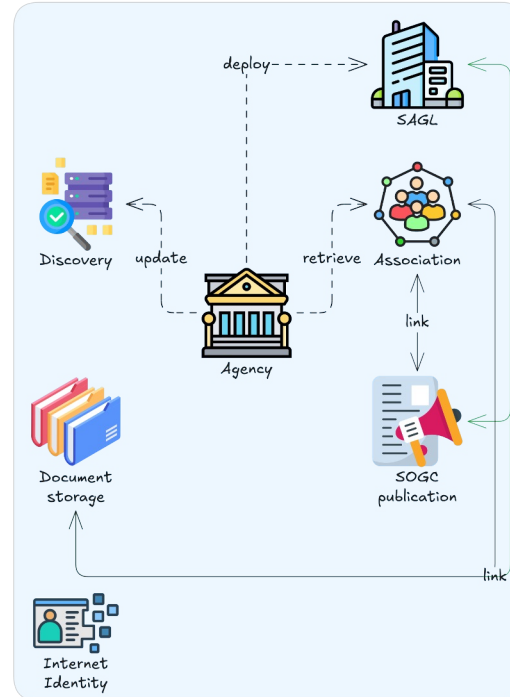 deploy
SAGL
Discovery
update
retrieve
Association
link
Agency
Document
storage
SOGC
publication
link
Internet
Identity